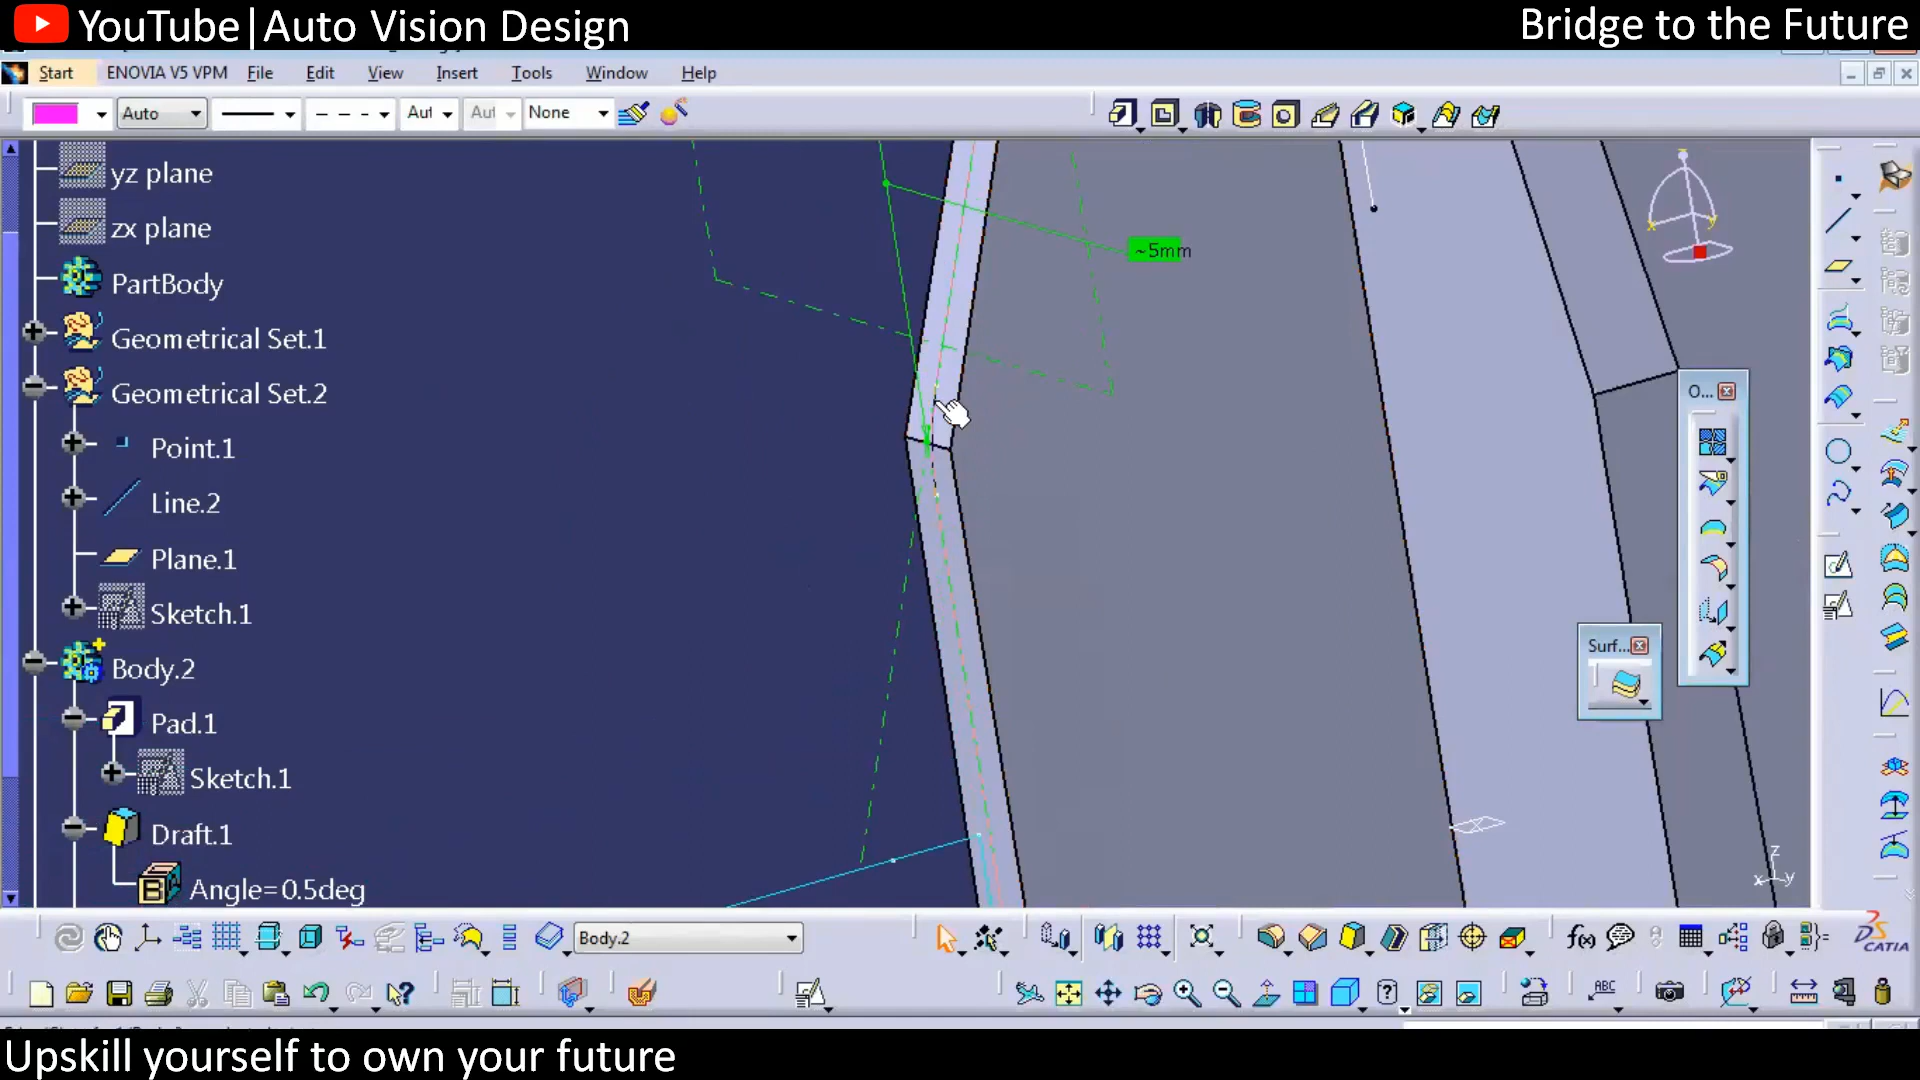 YouTube|Auto Vision Design
Bridge to the Future
Start ENOVIA V5 VPM File Edit View Insert Tools Window Help
Auto Aut Aut None
yz plane
zx plane
PartBody
Geometrical Set.1
Geometrical Set.2
Point.1
Line.2
Plane.1
Sketch.1
Body.2
Pad.1
Sketch.1
Draft.1
Angle=0.5deg
~5mm
O...
Surf...
z
x y
Body.2
f(x)
CATIA
ABC
Upskill yourself to own your future